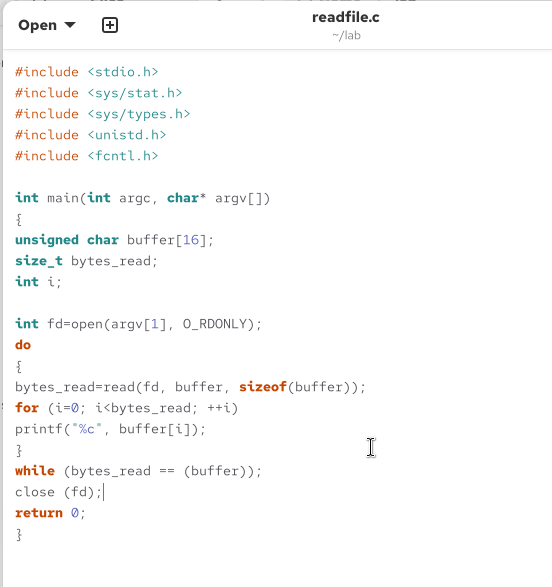 Open
readfile.c
~/lab
#include <stdio.h>
#include <sys/stat.h>
#include <sys/types.h>
#include <unistd.h>
#include <fcntl.h>
int main(int argc, char* argv[])
{
unsigned char buffer[16];
size_t bytes_read;
int i;
int fd=open(argv[1], O_RDONLY);
do
{
bytes_read=read(fd, buffer, sizeof(buffer));
for (i=0; i<bytes_read; ++i)
printf("%c", buffer[i]);
}
while (bytes_read == (buffer));
close (fd);
return 0;
}